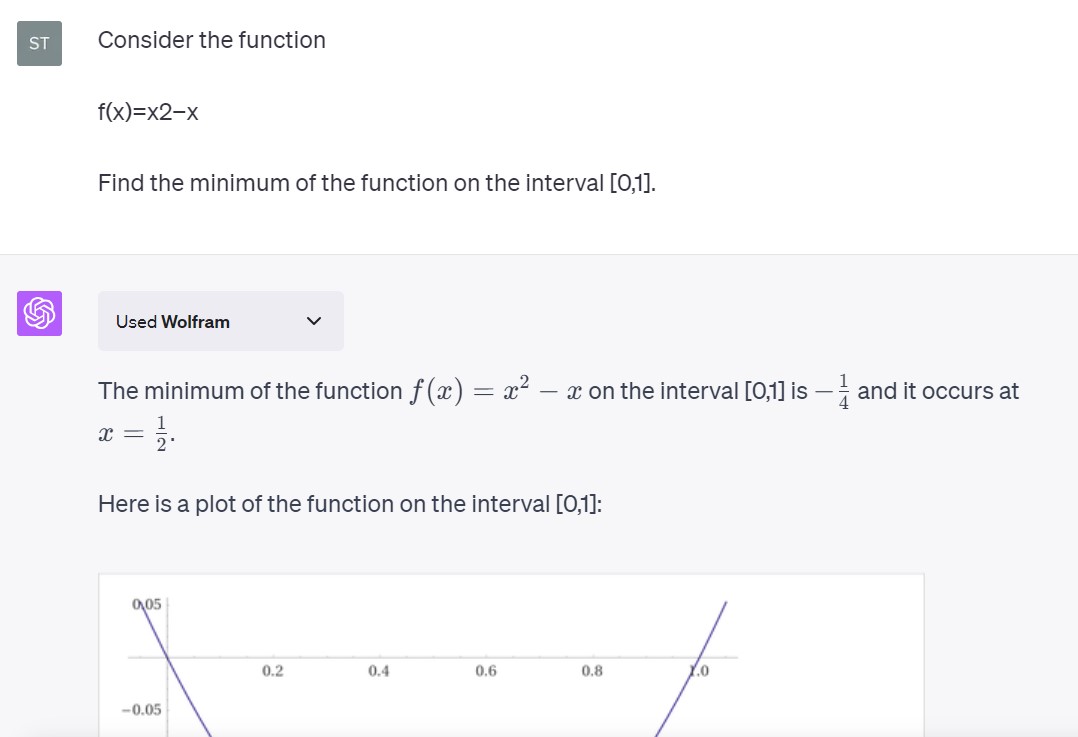 ST
Consider the function
f(x)=x2−x
Find the minimum of the function on the interval [0,1].
Used Wolfram
The minimum of the function f(x) = x² − x on the interval [0,1] is −1/4 and it occurs at
x = 1/2.
Here is a plot of the function on the interval [0,1]:
0.05
0.2 0.4 0.6 0.8 1.0
−0.05